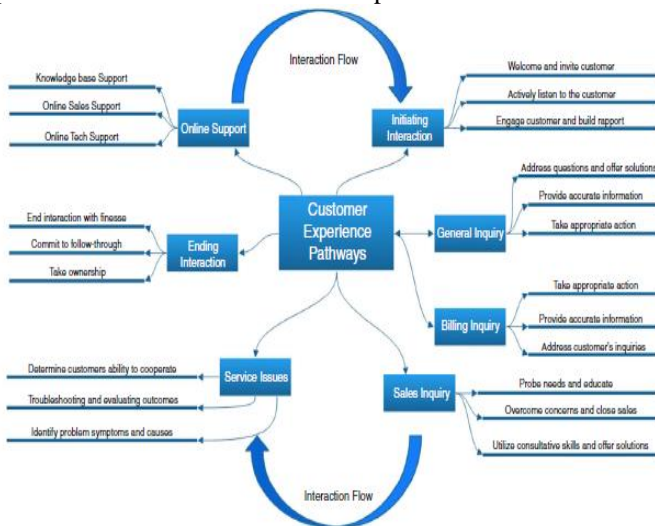 Interaction Flow
Knowledge base Support
Online Sales Support
Online Tech Support
Online Support
Initiating
Interaction
Welcome and invite customer
Actively listen to the customer
Engage customer and build rapport
Customer
Experience
Pathways
End interaction with finesse
Commit to follow-through
Take ownership
Ending
Interaction
General Inquiry
Address questions and offer solutions
Provide accurate information
Take appropriate action
Billing Inquiry
Take appropriate action
Provide accurate information
Address customer's inquiries
Determine customers ability to cooperate
Troubleshooting and evaluating outcomes
Identify problem symptoms and causes
Service Issues
Sales Inquiry
Probe needs and educate
Overcome concerns and close sales
Utilize consultative skills and offer solutions
Interaction Flow